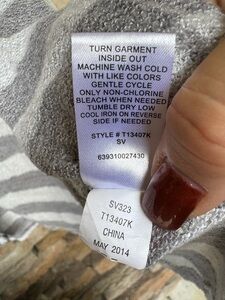 TURN GARMENT
INSIDE OUT
MACHINE WASH COLD
WITH LIKE COLORS
GENTLE CYCLE
ONLY NON-CHLORINE
BLEACH WHEN NEEDED
TUMBLE DRY LOW
COOL IRON ON REVERSE
SIDE IF NEEDED
STYLE # T13407K
SV
639310027430
SV323
T13407K
CHINA
MAY 2014